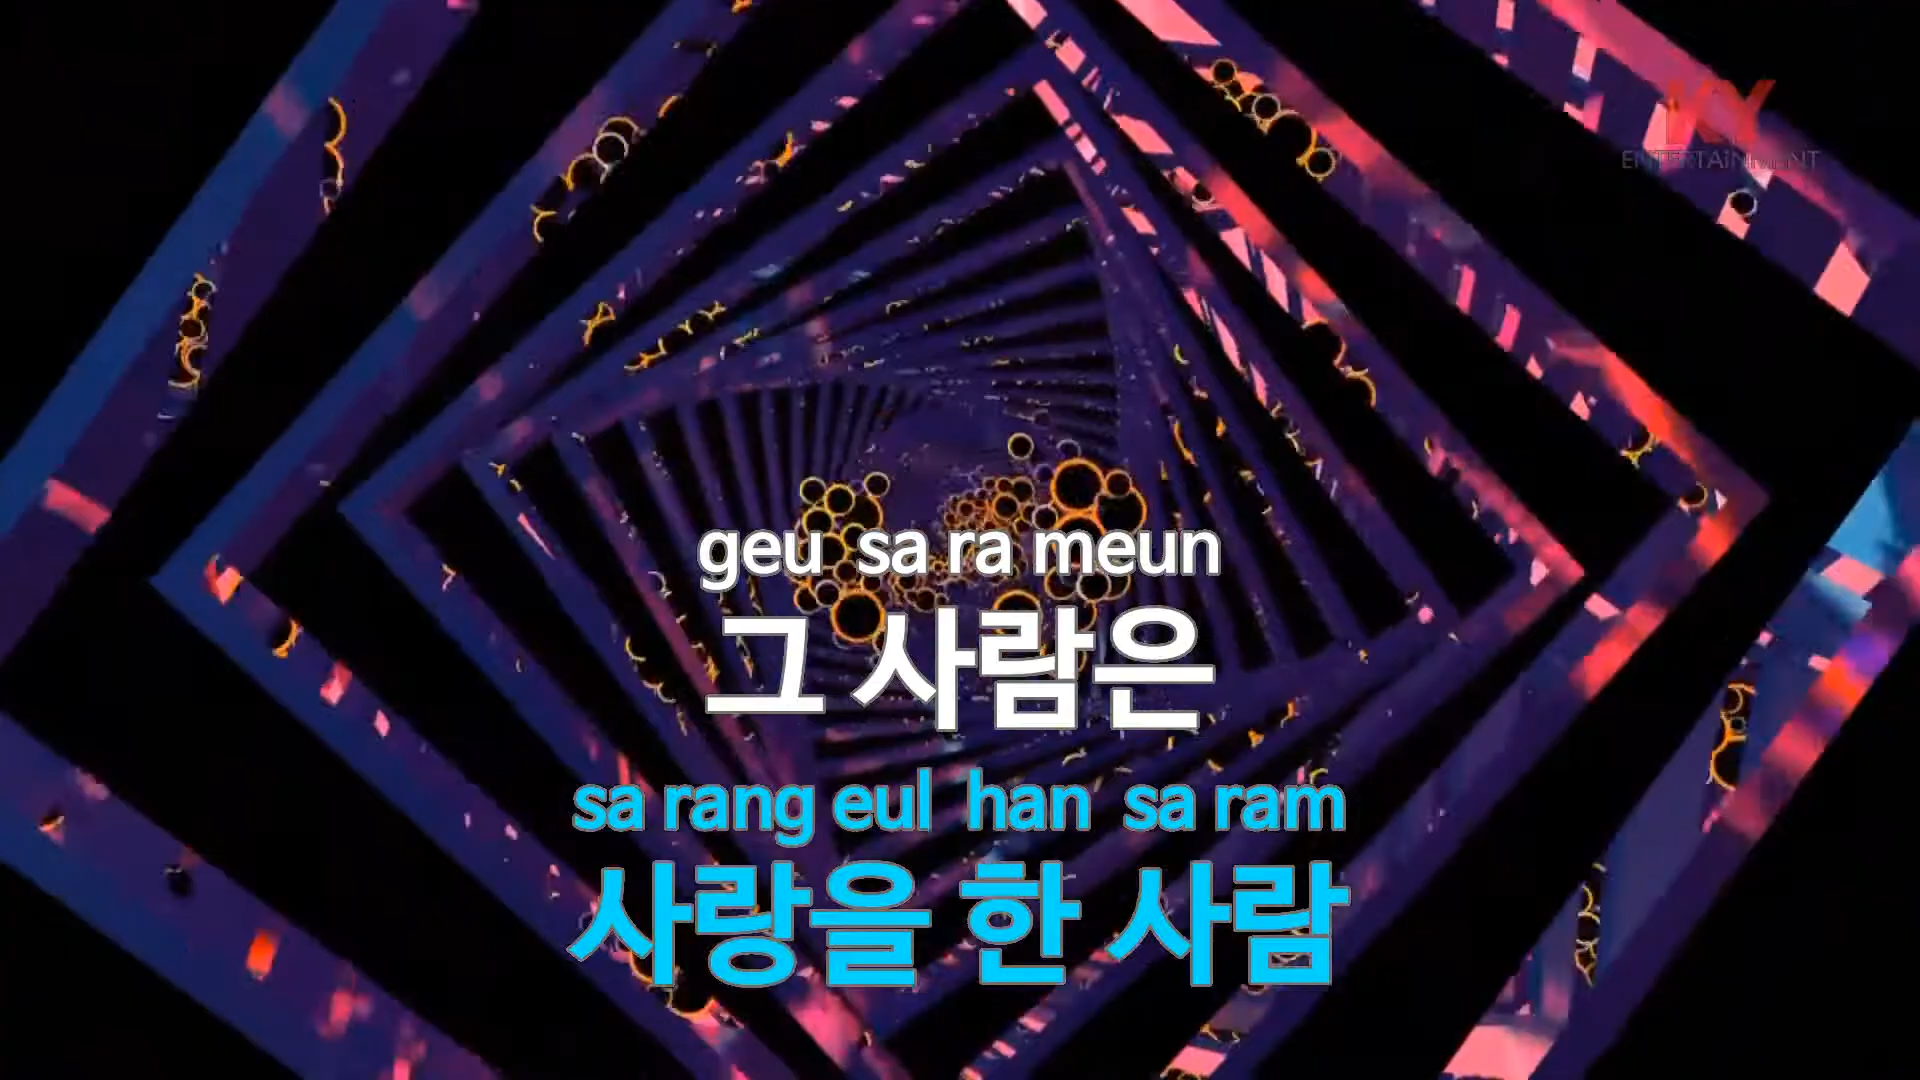 KY
ENTERTAINMENT
geu sa ra meun
그 사람은
sa rang eul han sa ram
사랑을 한 사람